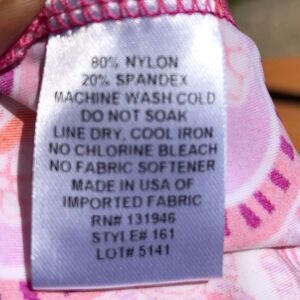 80% NYLON
20% SPANDEX
MACHINE WASH COLD
DO NOT SOAK
LINE DRY, COOL IRON
NO CHLORINE BLEACH
NO FABRIC SOFTENER
MADE IN USA OF
IMPORTED FABRIC
RN# 131946
STYLE# 161
LOT# 5141